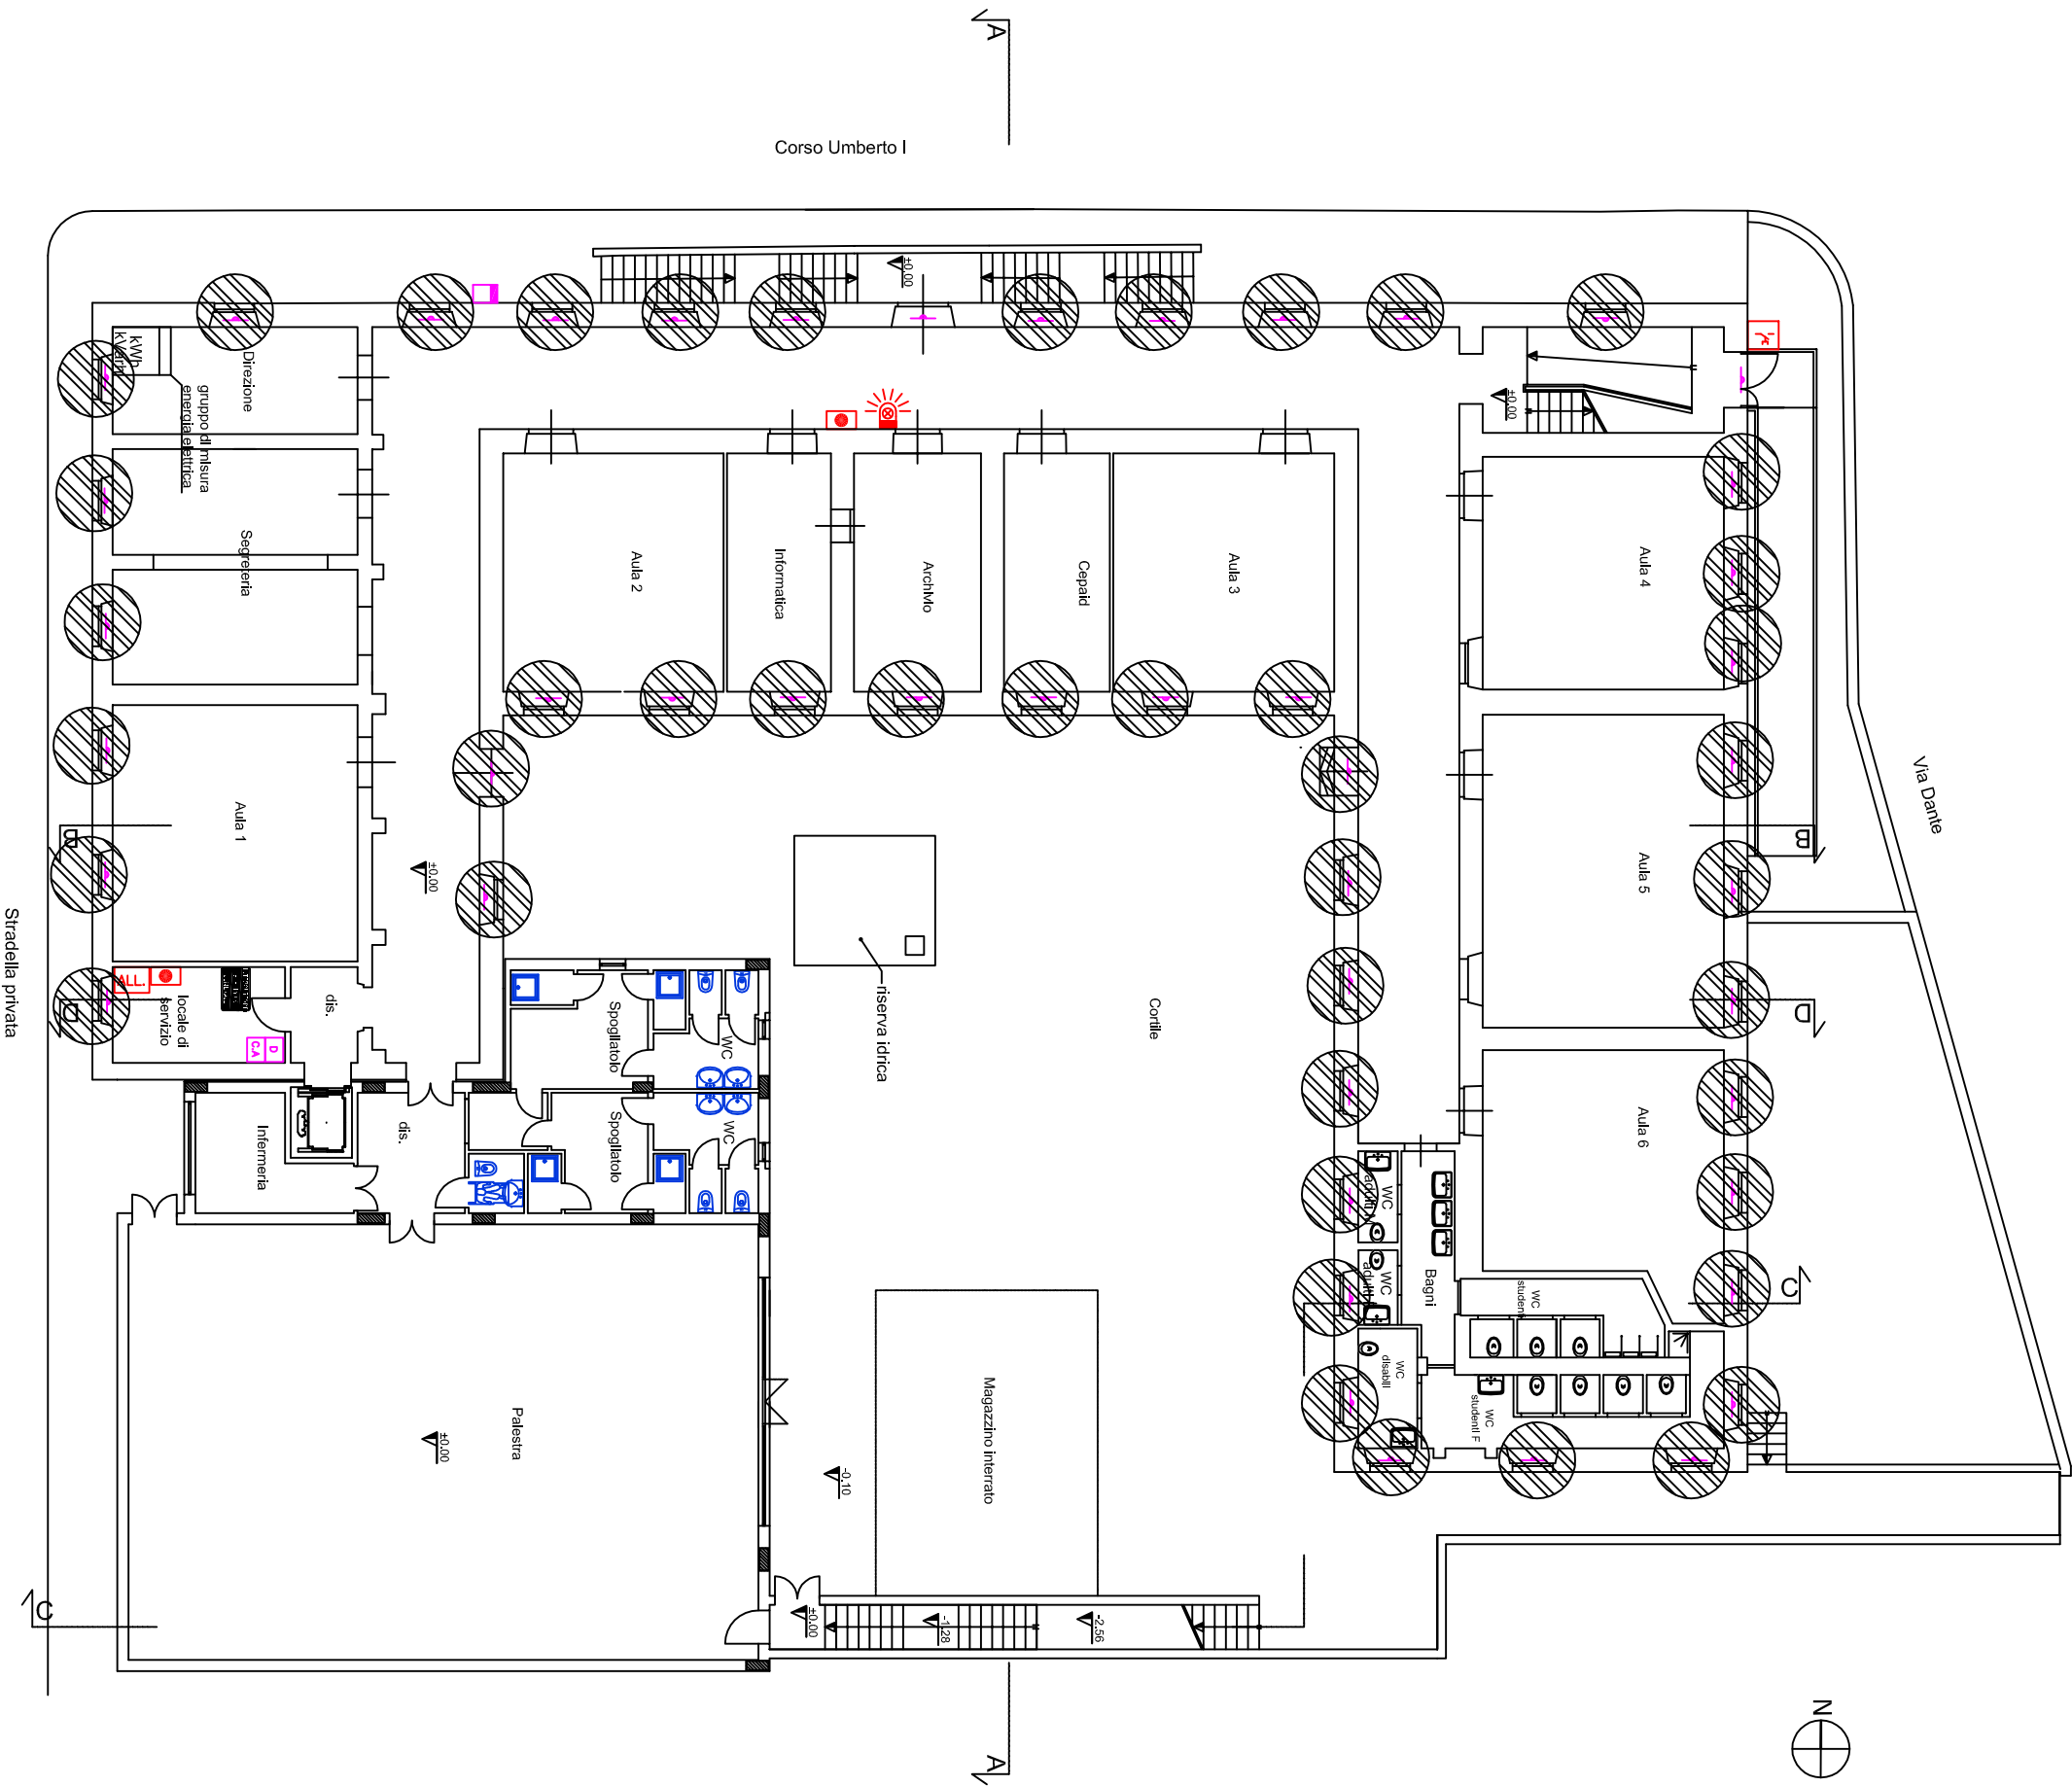 A
Corso Umberto I
±0.00
kWh
kVarh
Direzione
gruppo di misura
energia elettrica
Segreteria
±0.00
Aula 2
Informatica
Archivio
Cepaid
Aula 3
Aula 4
Via Dante
Aula 1
B
B
±0.00
Aula 5
Stradella privata
ALL.
locale di
servizio
D
C.A
dis.
D
D
Spogliatoio
WC
riserva idrica
Cortile
Infermeria
dis.
Spogliatoio
WC
Aula 6
WC
adulti M
WC
adulti
Bagni
WC
studenti
WC
disabili
WC
studenti F
C
Palestra
±0.00
-0.10
Magazzino interrato
C
±0.00
-1.28
-2.56
A
N